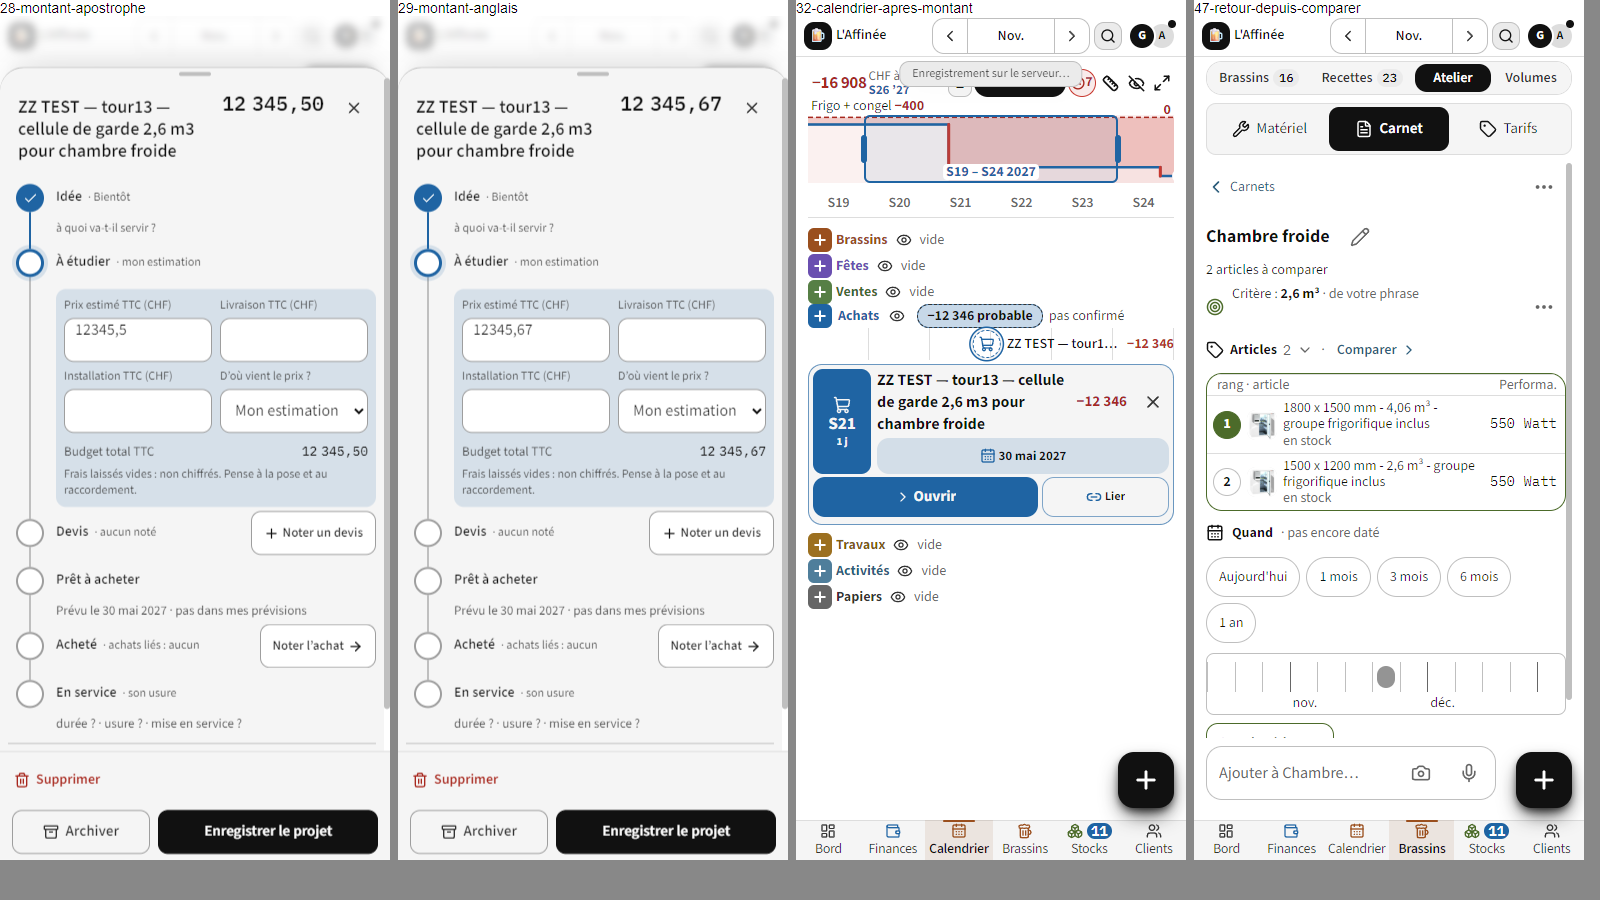 28-montant-apostrophe
ZZ TEST — tour13 —
cellule de garde 2,6 m3
pour chambre froide
12 345,50
Idée · Bientôt
à quoi va-t-il servir ?
À étudier · mon estimation
Prix estimé TTC (CHF)
Livraison TTC (CHF)
12345,5
Installation TTC (CHF)
D'où vient le prix ?
Mon estimation
Budget total TTC
12 345,50
Frais laissés vides : non chiffrés. Pense à la pose et au
raccordement.
Devis · aucun noté
+ Noter un devis
Prêt à acheter
Prévu le 30 mai 2027 · pas dans mes prévisions
Acheté · achats liés : aucun
Noter l'achat →
En service · son usure
durée ? · usure ? · mise en service ?
Supprimer
Archiver
Enregistrer le projet
29-montant-anglais
ZZ TEST — tour13 —
cellule de garde 2,6 m3
pour chambre froide
12 345,67
Idée · Bientôt
à quoi va-t-il servir ?
À étudier · mon estimation
Prix estimé TTC (CHF)
Livraison TTC (CHF)
12345,67
Installation TTC (CHF)
D'où vient le prix ?
Mon estimation
Budget total TTC
12 345,67
Frais laissés vides : non chiffrés. Pense à la pose et au
raccordement.
Devis · aucun noté
+ Noter un devis
Prêt à acheter
Prévu le 30 mai 2027 · pas dans mes prévisions
Acheté · achats liés : aucun
Noter l'achat →
En service · son usure
durée ? · usure ? · mise en service ?
Supprimer
Archiver
Enregistrer le projet
32-calendrier-apres-montant
L'Affinée
Nov.
G
A
Enregistrement sur le serveur…
−16 908 CHF à
S26 '27
7
Frigo + congel −400
0
S19 – S24 2027
S19
S20
S21
S22
S23
S24
Brassins vide
Fêtes vide
Ventes vide
Achats −12 346 probable pas confirmé
ZZ TEST — tour1… −12 346
S21
1 j
ZZ TEST — tour13 — cellule
de garde 2,6 m3 pour
chambre froide
−12 346
30 mai 2027
Ouvrir
Lier
Travaux vide
Activités vide
Papiers vide
Bord
Finances
Calendrier
Brassins
11
Stocks
Clients
47-retour-depuis-comparer
L'Affinée
Nov.
G
A
Brassins 16
Recettes 23
Atelier
Volumes
Matériel
Carnet
Tarifs
Carnets
Chambre froide
2 articles à comparer
Critère : 2,6 m³ · de votre phrase
Articles 2 · Comparer
rang · article
Performa.
1
1800 x 1500 mm - 4,06 m³ -
groupe frigorifique inclus
en stock
550 Watt
2
1500 x 1200 mm - 2,6 m³ - groupe
frigorifique inclus
en stock
550 Watt
Quand · pas encore daté
Aujourd'hui
1 mois
3 mois
6 mois
1 an
nov.
déc.
Ajouter à Chambre…
Bord
Finances
Calendrier
Brassins
11
Stocks
Clients